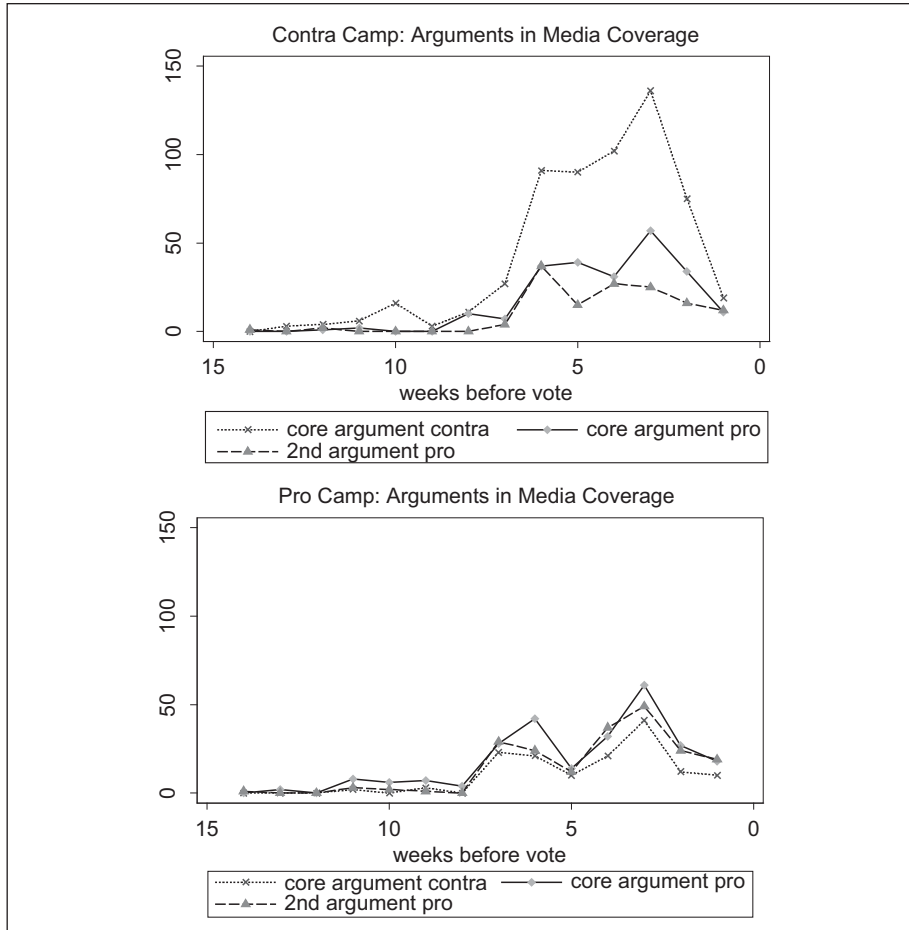 Contra Camp: Arguments in Media Coverage
150
100
50
0
15 10 5 0
weeks before vote
core argument contra core argument pro
2nd argument pro
Pro Camp: Arguments in Media Coverage
150
100
50
0
15 10 5 0
weeks before vote
core argument contra core argument pro
2nd argument pro